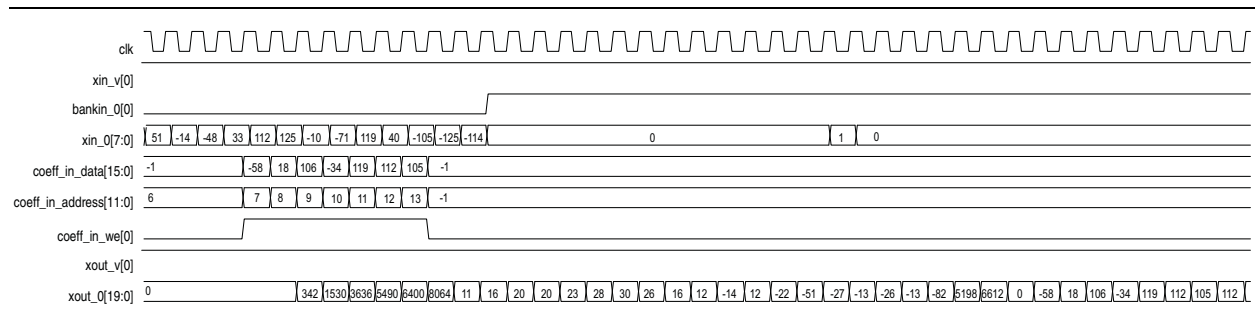 clk
xin_v[0]
bankin_0[0]
xin_0[7:0] 51 -14 -48 33 112 125 -10 -71 119 40 -105 -125 -114 0 1 0
coeff_in_data[15:0] -1 -58 18 106 -34 119 112 105 -1
coeff_in_address[11:0] 6 7 8 9 10 11 12 13 -1
coeff_in_we[0]
xout_v[0]
xout_0[19:0] 0 342 1530 3636 5490 6400 8064 11 16 20 20 23 28 30 26 16 12 -14 12 -22 -51 -27 -13 -26 -13 -82 5198 6612 0 -58 18 106 -34 119 112 105 112